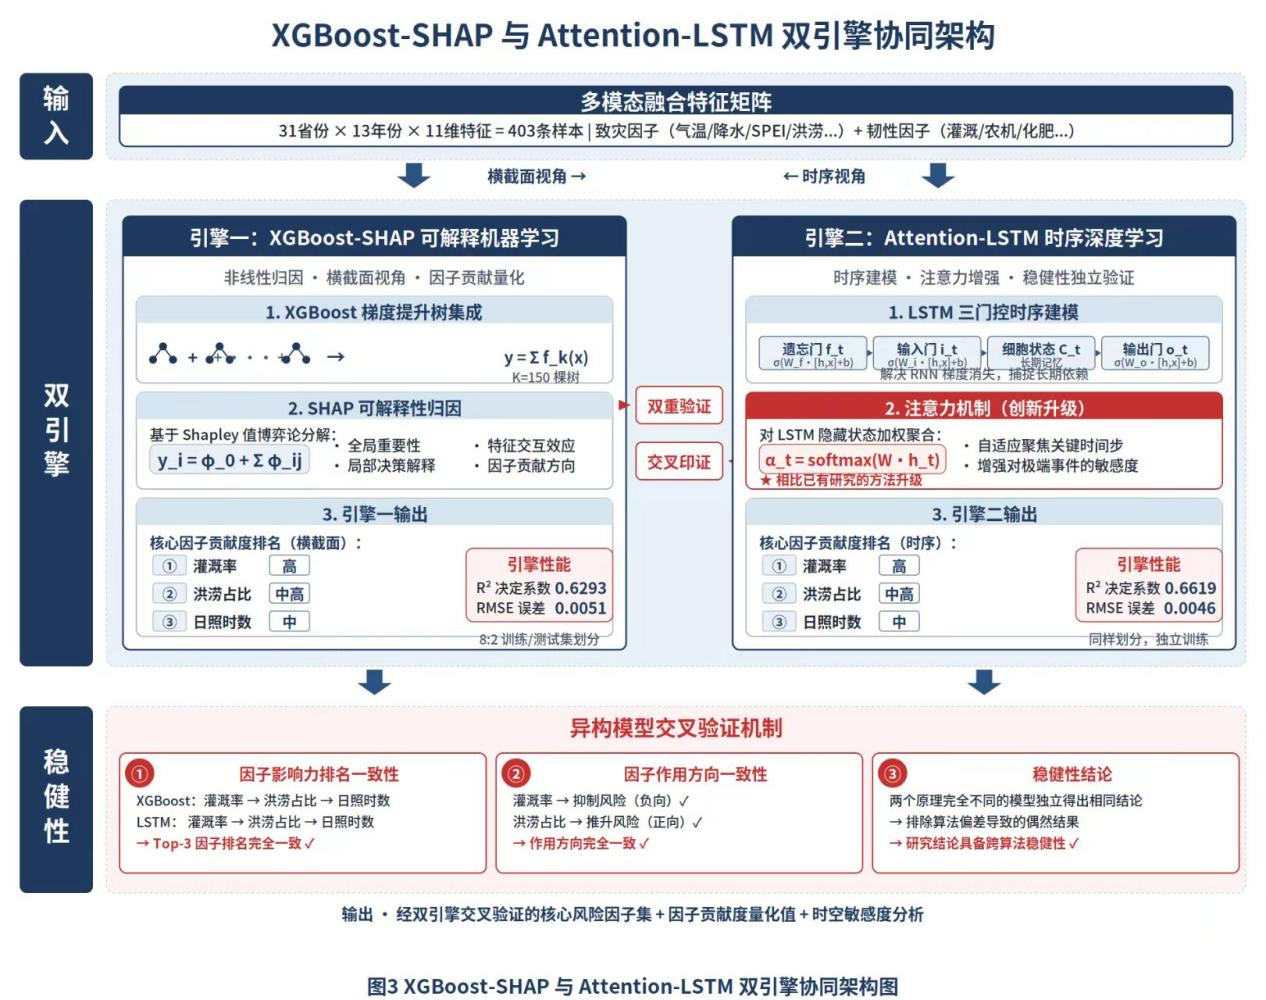 XGBoost-SHAP 与 Attention-LSTM 双引擎协同架构
输入
多模态融合特征矩阵
31省份 × 13年份 × 11维特征 = 403条样本 | 致灾因子（气温/降水/SPEI/洪涝...）+ 韧性因子（灌溉/农机/化肥...）
横截面视角 →
← 时序视角
双引擎
引擎一：XGBoost-SHAP 可解释机器学习
非线性归因 · 横截面视角 · 因子贡献量化
1. XGBoost 梯度提升树集成
+ + · · · + →
y = Σ f_k(x)
K=150 棵树
2. SHAP 可解释性归因
基于 Shapley 值博弈论分解：
y_i = ϕ_0 + Σ ϕ_ij
· 全局重要性
· 局部决策解释
· 特征交互效应
· 因子贡献方向
3. 引擎一输出
核心因子贡献度排名（横截面）：
① 灌溉率 高
② 洪涝占比 中高
③ 日照时数 中
引擎性能
R² 决定系数 0.6293
RMSE 误差 0.0051
8:2 训练/测试集划分
双重验证
交叉印证
引擎二：Attention-LSTM 时序深度学习
时序建模 · 注意力增强 · 稳健性独立验证
1. LSTM 三门控时序建模
遗忘门 f_t
σ(W_f·[h,x]+b)
输入门 i_t
σ(W_i·[h,x]+b)
细胞状态 C_t
长期记忆
输出门 o_t
σ(W_o·[h,x]+b)
解决 RNN 梯度消失，捕捉长期依赖
2. 注意力机制（创新升级）
对 LSTM 隐藏状态加权聚合：
α_t = softmax(W · h_t)
★ 相比已有研究的方法升级
· 自适应聚焦关键时间步
· 增强对极端事件的敏感度
3. 引擎二输出
核心因子贡献度排名（时序）：
① 灌溉率 高
② 洪涝占比 中高
③ 日照时数 中
引擎性能
R² 决定系数 0.6619
RMSE 误差 0.0046
同样划分，独立训练
稳健性
异构模型交叉验证机制
① 因子影响力排名一致性
XGBoost：灌溉率 → 洪涝占比 → 日照时数
LSTM： 灌溉率 → 洪涝占比 → 日照时数
→ Top-3 因子排名完全一致 ✓
② 因子作用方向一致性
灌溉率 → 抑制风险（负向）✓
洪涝占比 → 推升风险（正向）✓
→ 作用方向完全一致 ✓
③ 稳健性结论
两个原理完全不同的模型独立得出相同结论
→ 排除算法偏差导致的偶然结果
→ 研究结论具备跨算法稳健性 ✓
输出 · 经双引擎交叉验证的核心风险因子集 + 因子贡献度量化值 + 时空敏感度分析
图3 XGBoost-SHAP 与 Attention-LSTM 双引擎协同架构图